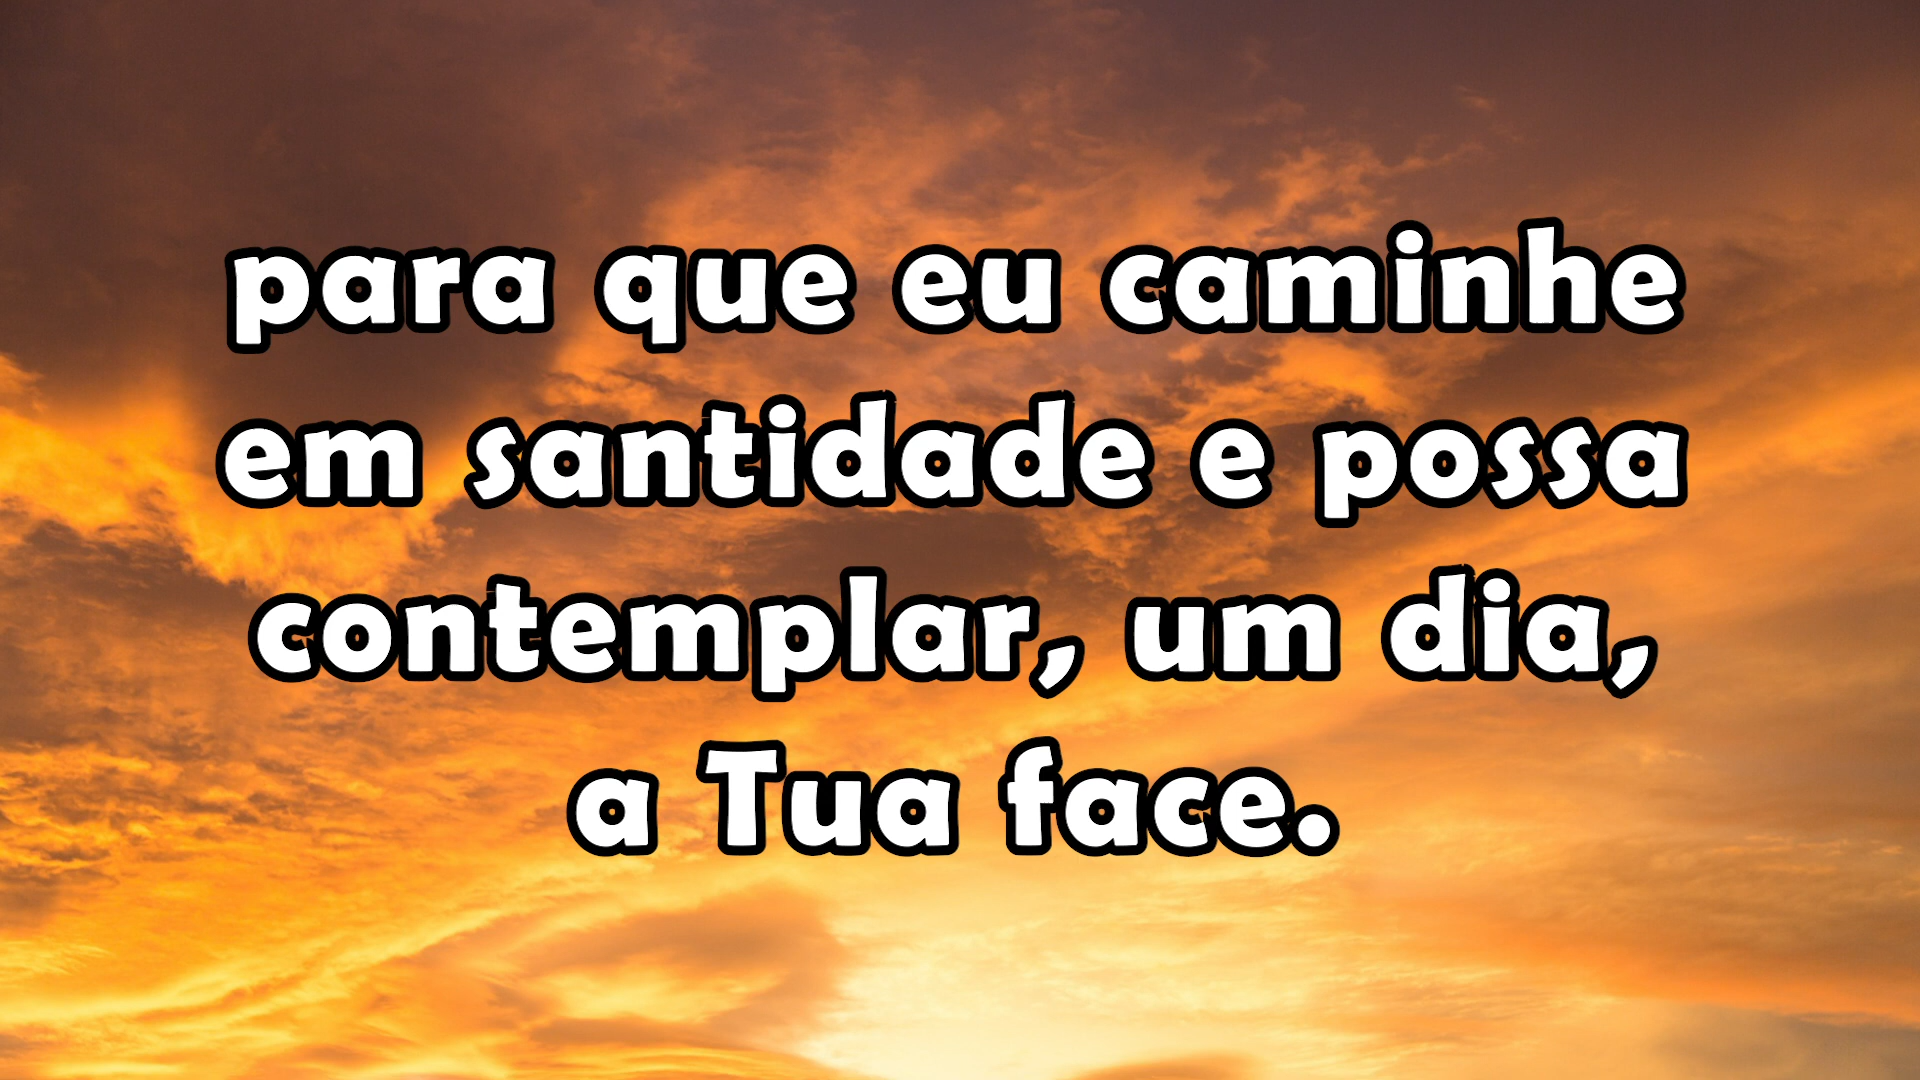 para que eu caminhe
em santidade e possa
contemplar, um dia,
a Tua face.